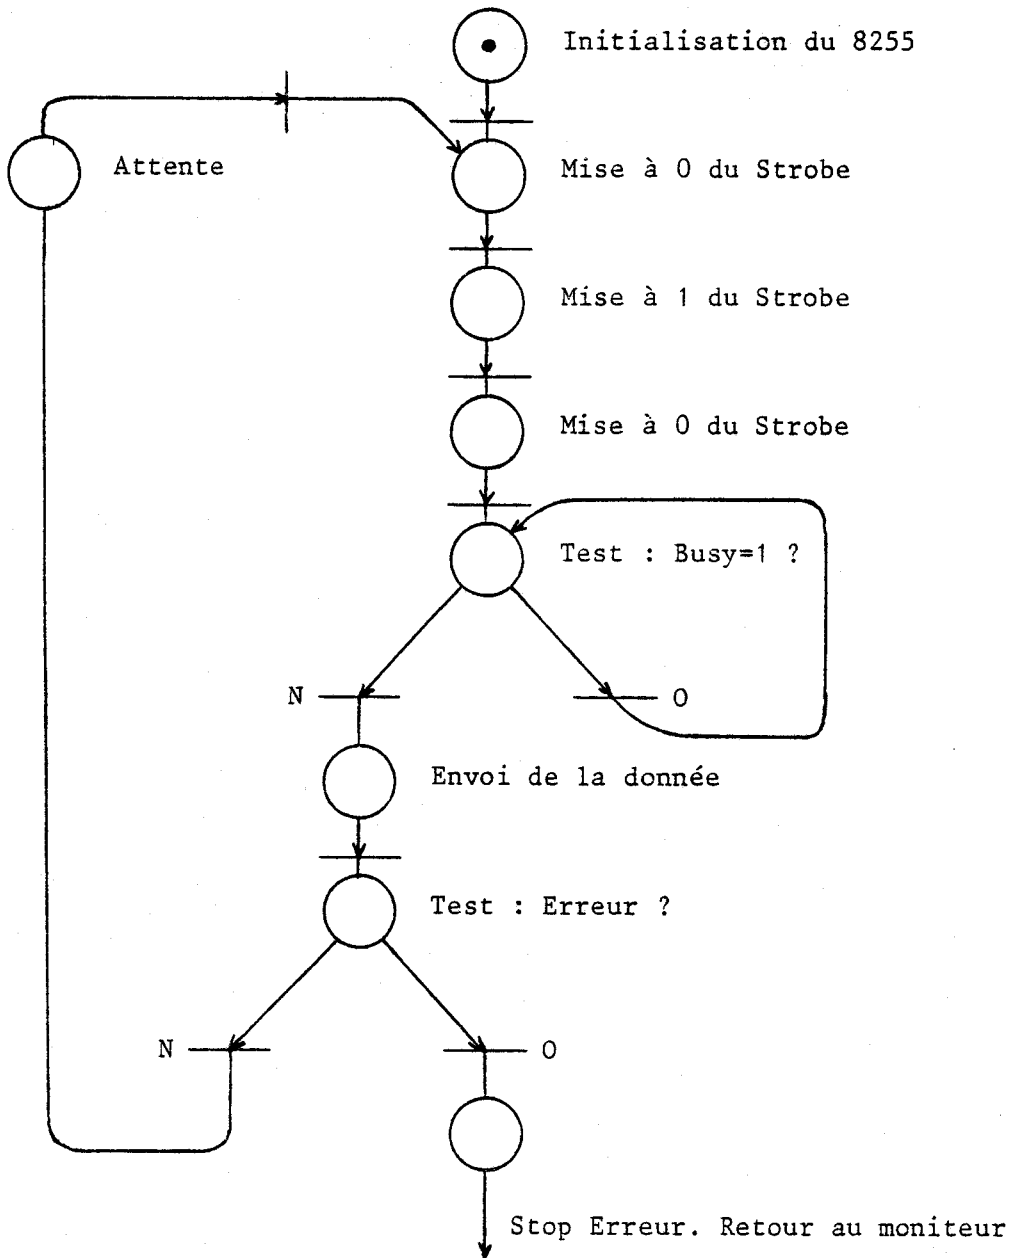 Initialisation du 8255
Attente
Mise à 0 du Strobe
Mise à 1 du Strobe
Mise à 0 du Strobe
Test : Busy=1 ?
N
O
Envoi de la donnée
Test : Erreur ?
N
O
Stop Erreur. Retour au moniteur